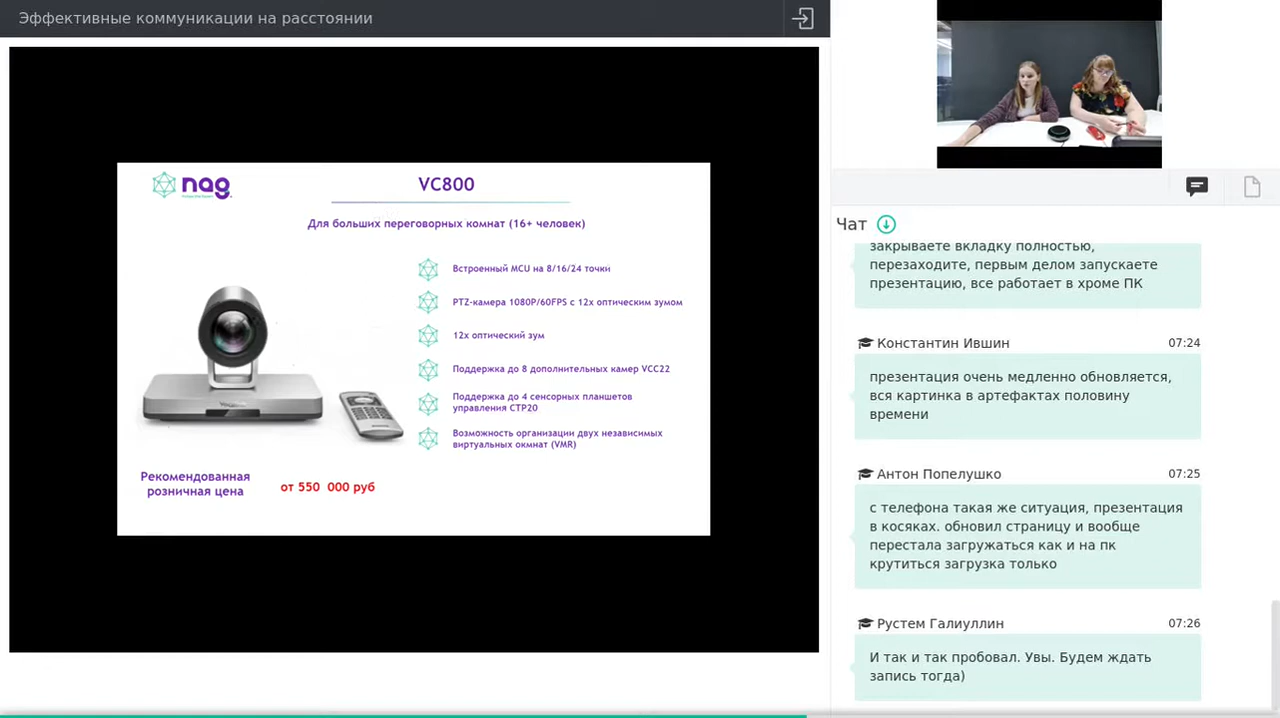 Эффективные коммуникации на расстоянии
nag
VC800
Для больших переговорных комнат (16+ человек)
Встроенный MCU на 8/16/24 точки
PTZ-камера 1080P/60FPS с 12x оптическим зумом
12x оптический зум
Поддержка до 8 дополнительных камер VCC22
Поддержка до 4 сенсорных планшетов
управления CTP20
Возможность организации двух независимых
виртуальных окмнат (VMR)
Рекомендованная
розничная цена
от 550 000 руб
Чат
закрываете вкладку полностью,
перезаходите, первым делом запускаете
презентацию, все работает в хроме ПК
Константин Ившин 07:24
презентация очень медленно обновляется,
вся картинка в артефактах половину
времени
Антон Попелушко 07:25
с телефона такая же ситуация, презентация
в косяках. обновил страницу и вообще
перестала загружаться как и на пк
крутиться загрузка только
Рустем Галиуллин 07:26
И так и так пробовал. Увы. Будем ждать
запись тогда)